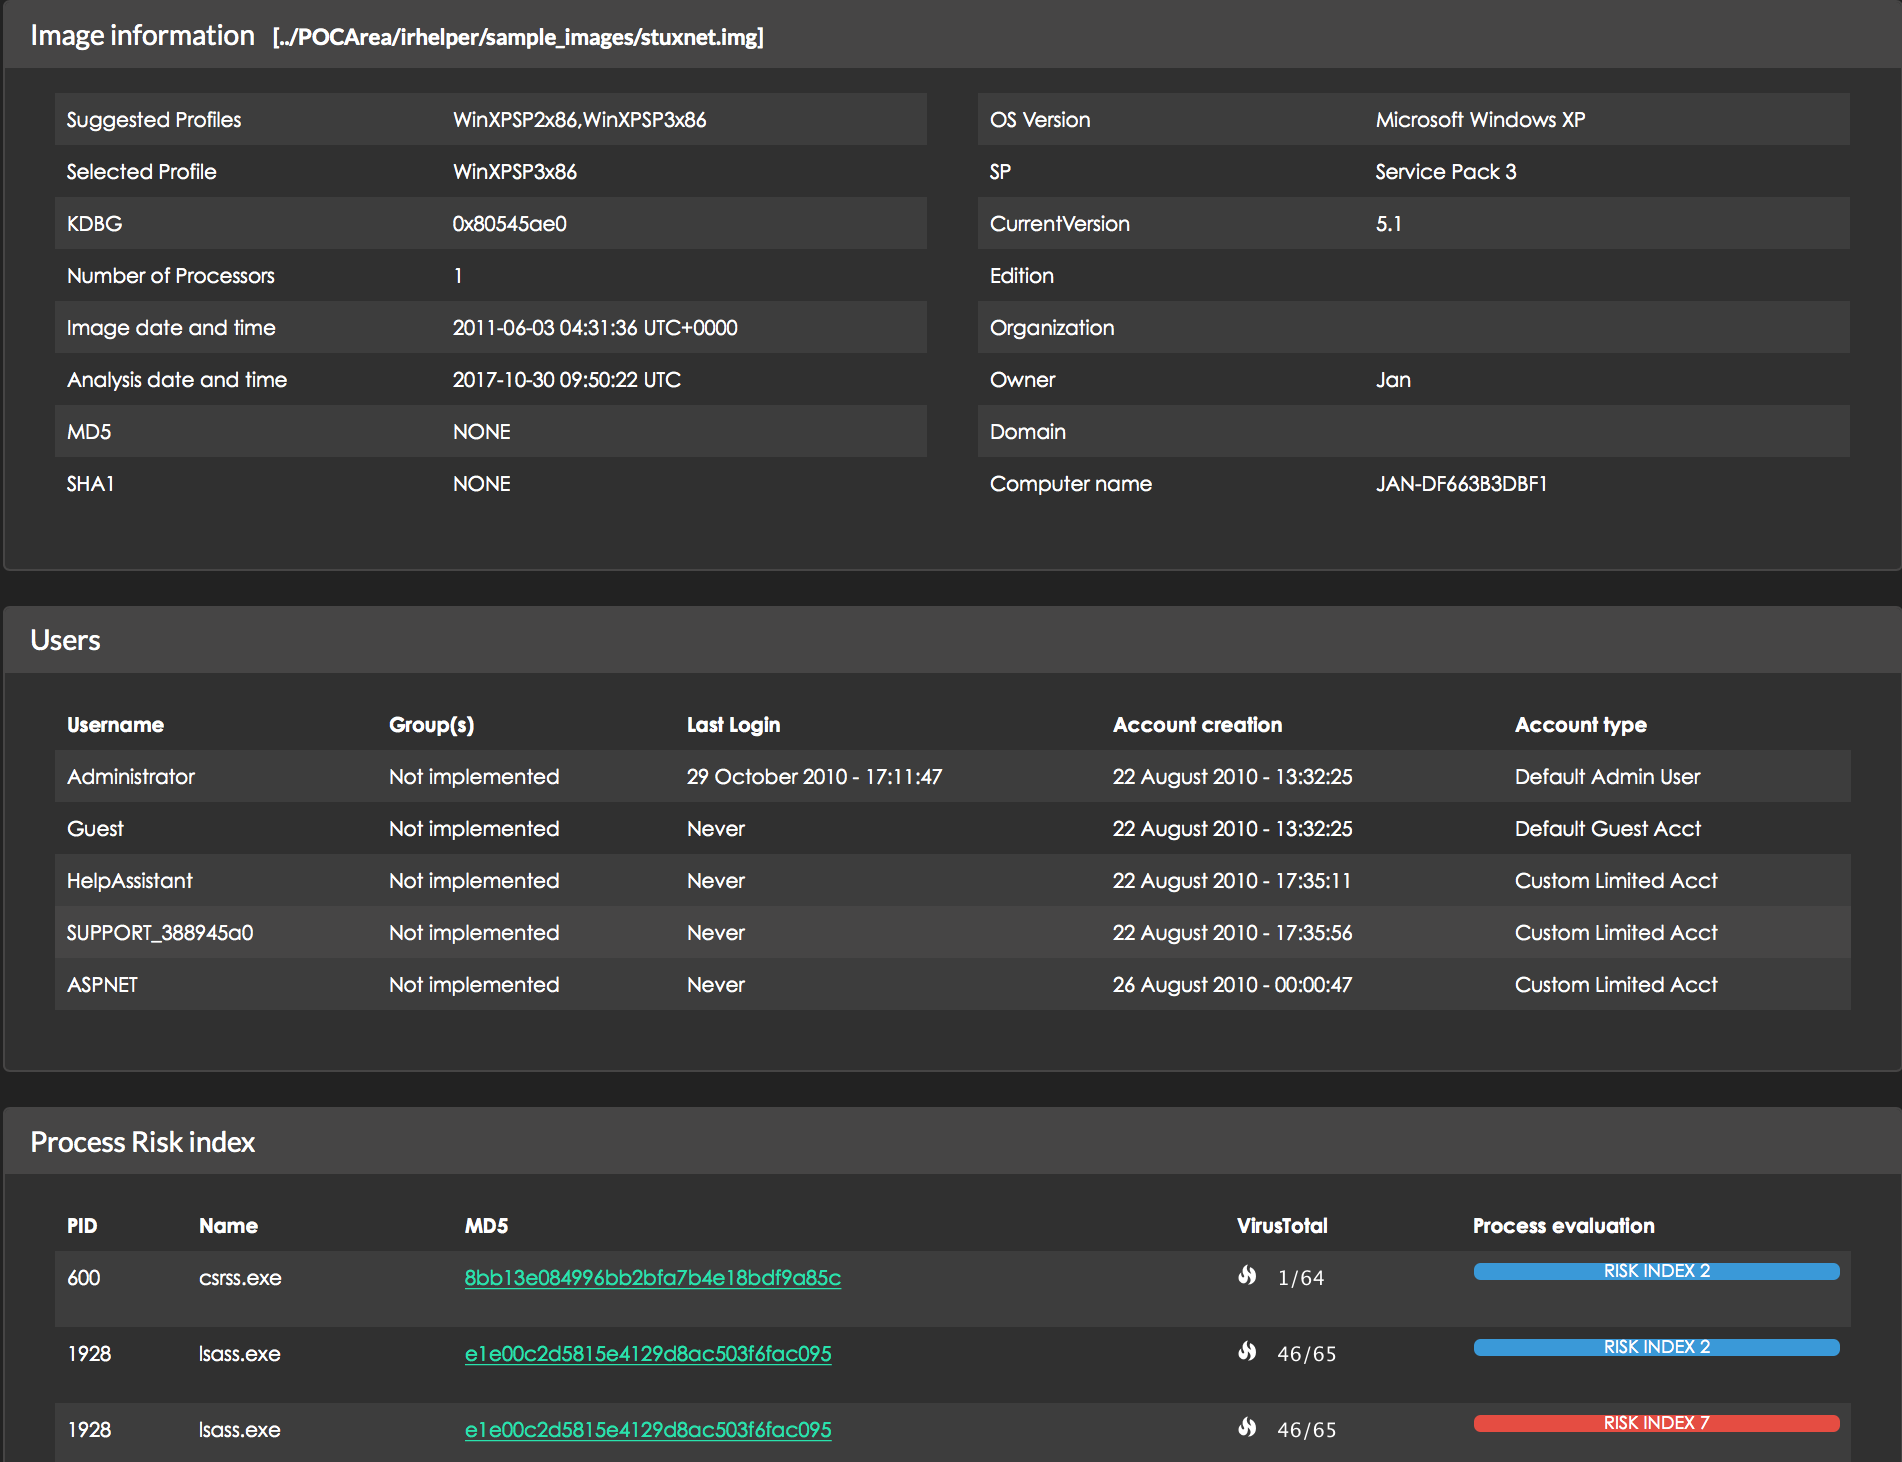 Image information [../POCArea/irhelper/sample_images/stuxnet.img]
Suggested Profiles WinXPSP2x86,WinXPSP3x86
Selected Profile WinXPSP3x86
KDBG 0x80545ae0
Number of Processors 1
Image date and time 2011-06-03 04:31:36 UTC+0000
Analysis date and time 2017-10-30 09:50:22 UTC
MD5 NONE
SHA1 NONE
OS Version Microsoft Windows XP
SP Service Pack 3
CurrentVersion 5.1
Edition
Organization
Owner Jan
Domain
Computer name JAN-DF663B3DBF1
Users
Username Group(s) Last Login Account creation Account type
Administrator Not implemented 29 October 2010 - 17:11:47 22 August 2010 - 13:32:25 Default Admin User
Guest Not implemented Never 22 August 2010 - 13:32:25 Default Guest Acct
HelpAssistant Not implemented Never 22 August 2010 - 17:35:11 Custom Limited Acct
SUPPORT_388945a0 Not implemented Never 22 August 2010 - 17:35:56 Custom Limited Acct
ASPNET Not implemented Never 26 August 2010 - 00:00:47 Custom Limited Acct
Process Risk index
PID Name MD5 VirusTotal Process evaluation
600 csrss.exe 8bb13e084996bb2bfa7b4e18bdf9a85c 1/64 RISK INDEX 2
1928 lsass.exe e1e00c2d5815e4129d8ac503f6fac095 46/65 RISK INDEX 2
1928 lsass.exe e1e00c2d5815e4129d8ac503f6fac095 46/65 RISK INDEX 7